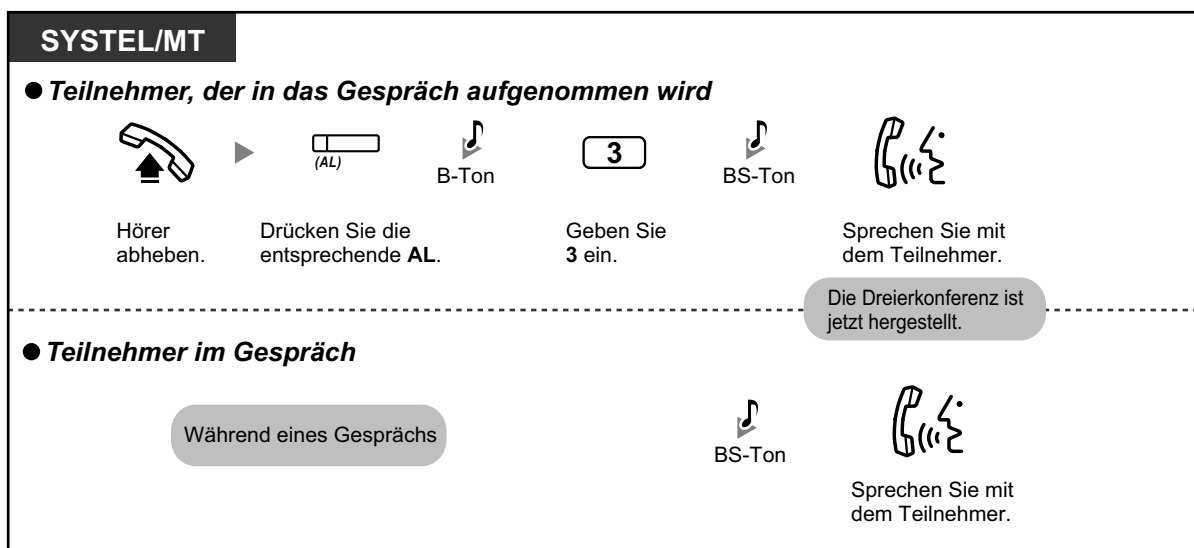 SYSTEL/MT
● Teilnehmer, der in das Gespräch aufgenommen wird
(AL)
B-Ton
3
BS-Ton
Hörer
abheben.
Drücken Sie die
entsprechende AL.
Geben Sie
3 ein.
Sprechen Sie mit
dem Teilnehmer.
Die Dreierkonferenz ist
jetzt hergestellt.
● Teilnehmer im Gespräch
Während eines Gesprächs
BS-Ton
Sprechen Sie mit
dem Teilnehmer.